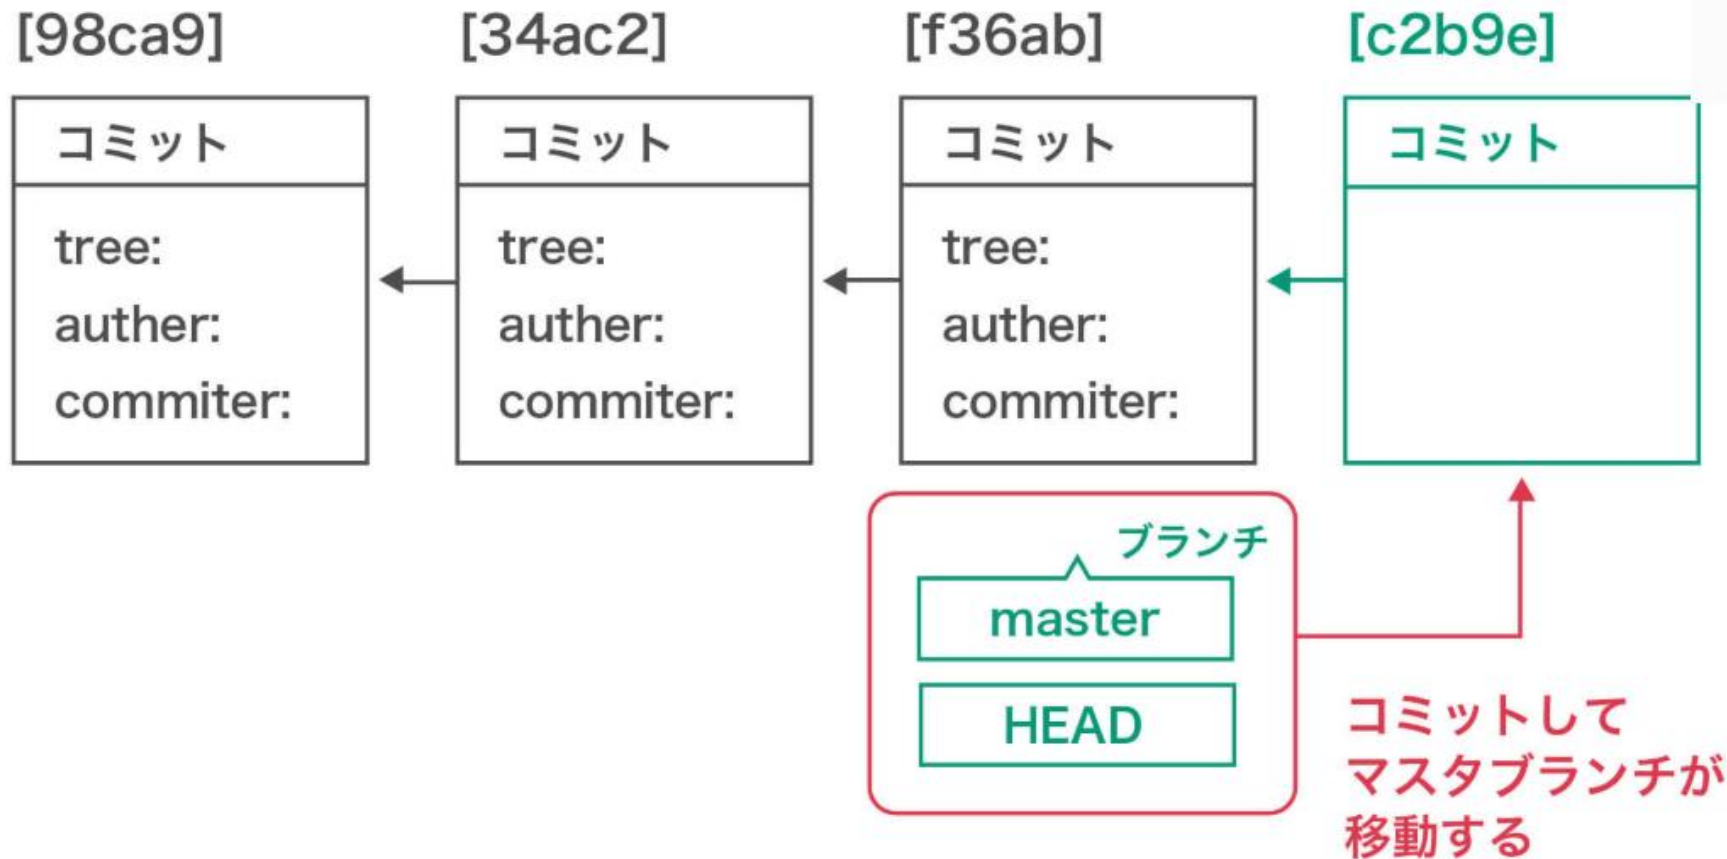 [98ca9]
コミット
tree:
auther:
commiter:
[34ac2]
コミット
tree:
auther:
commiter:
[f36ab]
コミット
tree:
auther:
commiter:
[c2b9e]
コミット
ブランチ
master
HEAD
コミットして
マスタブランチが
移動する